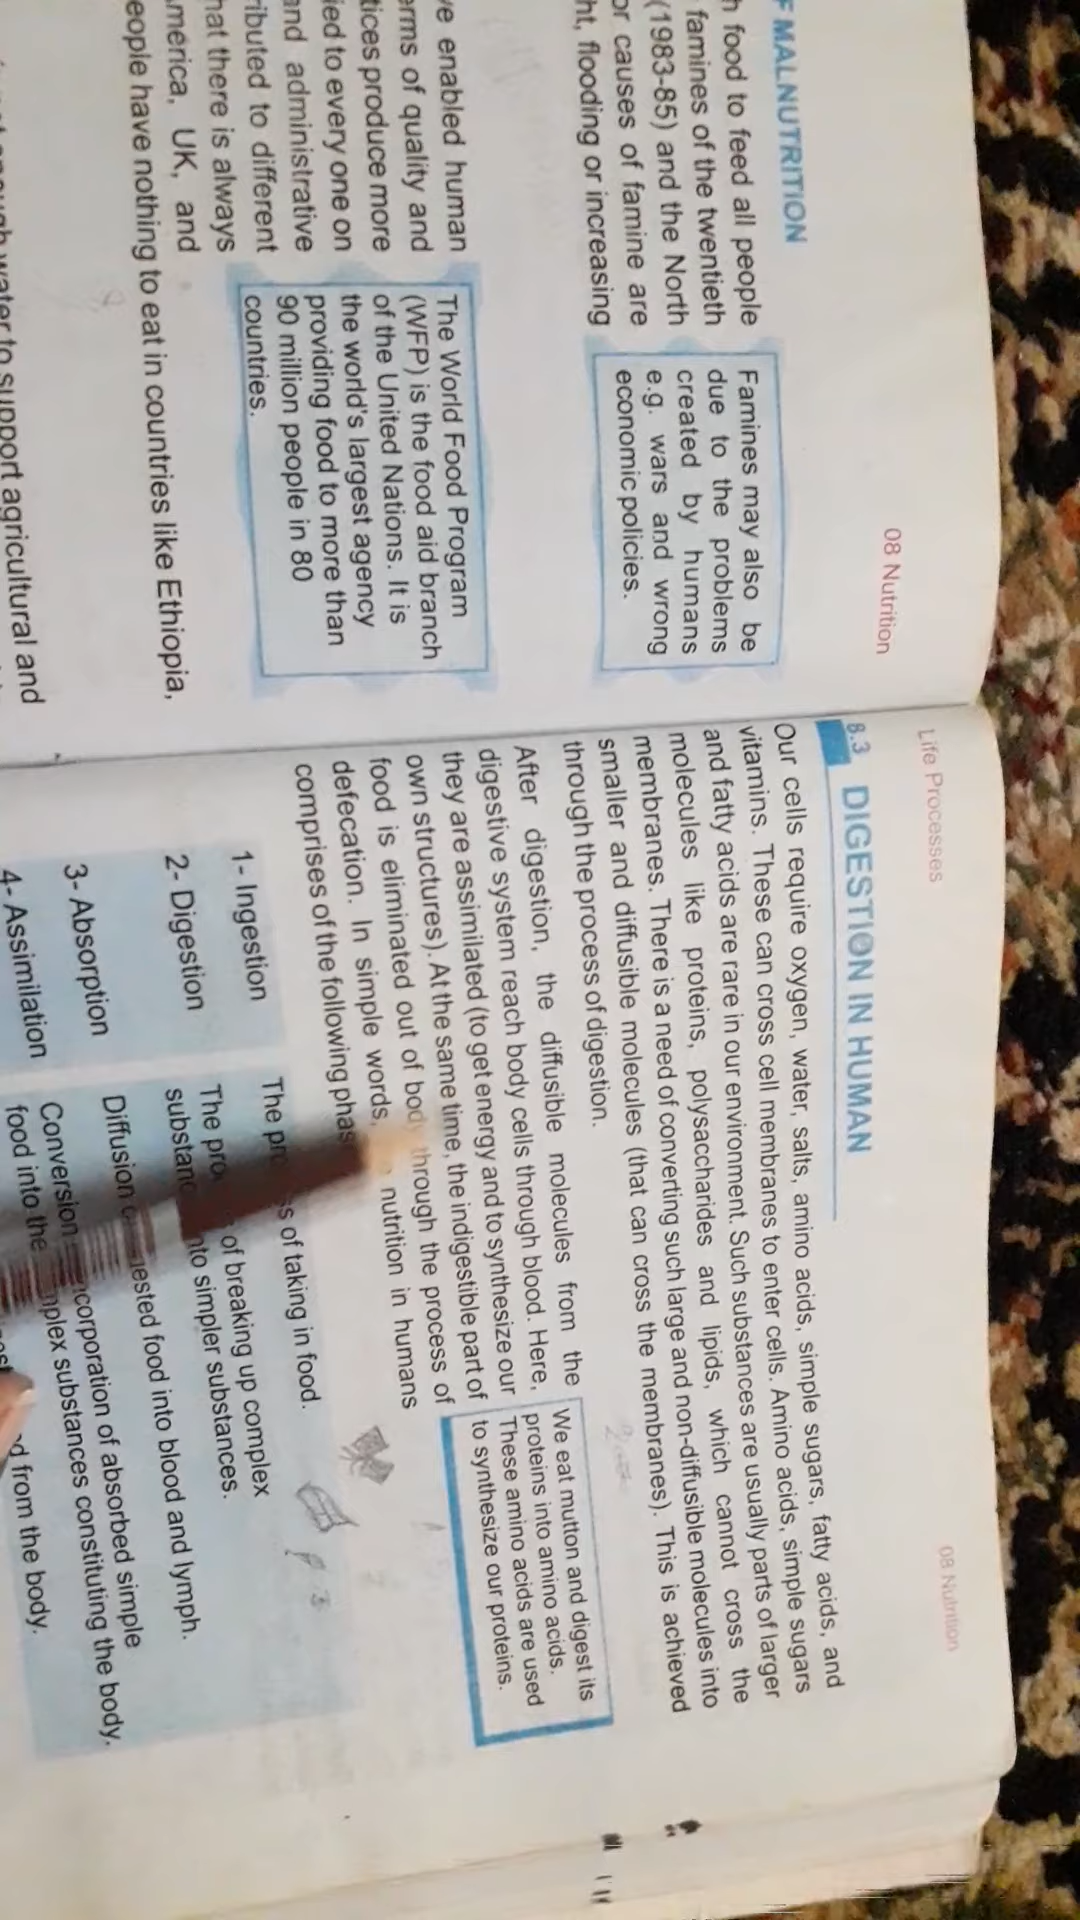 F MALNUTRITION
08 Nutrition
food to feed all people
famines of the twentieth
(1983-85) and the North
or causes of famine are
ht, flooding or increasing
Famines may also be
due to the problems
created by humans
e.g. wars and wrong
economic policies.
ve enabled human
erms of quality and
tices produce more
ied to every one on
and administrative
ributed to different
hat there is always
merica, UK, and
eople have nothing to eat in countries like Ethiopia,
water to support agricultural and
The World Food Program
(WFP) is the food aid branch
of the United Nations. It is
the world's largest agency
providing food to more than
90 million people in 80
countries.
Life Processes
08 Nutrition
8.3 DIGESTION IN HUMAN
Our cells require oxygen, water, salts, amino acids, simple sugars, fatty acids, and
vitamins. These can cross cell membranes to enter cells. Amino acids, simple sugars
and fatty acids are rare in our environment. Such substances are usually parts of larger
molecules like proteins, polysaccharides and lipids, which cannot cross the
membranes. There is a need of converting such large and non-diffusible molecules into
smaller and diffusible molecules (that can cross the membranes). This is achieved
through the process of digestion.
After digestion, the diffusible molecules from the
digestive system reach body cells through blood. Here,
they are assimilated (to get energy and to synthesize our
own structures). At the same time, the indigestible part of
food is eliminated out of body through the process of
defecation. In simple words, nutrition in humans
comprises of the following phas
We eat mutton and digest its
proteins into amino acids.
These amino acids are used
to synthesize our proteins.
1- Ingestion The pr s of taking in food.
2- Digestion The pro of breaking up complex
substanc nto simpler substances.
3- Absorption Diffusion gested food into blood and lymph.
4- Assimilation Conversion corporation of absorbed simple
food into the mplex substances constituting the body.
d from the body.